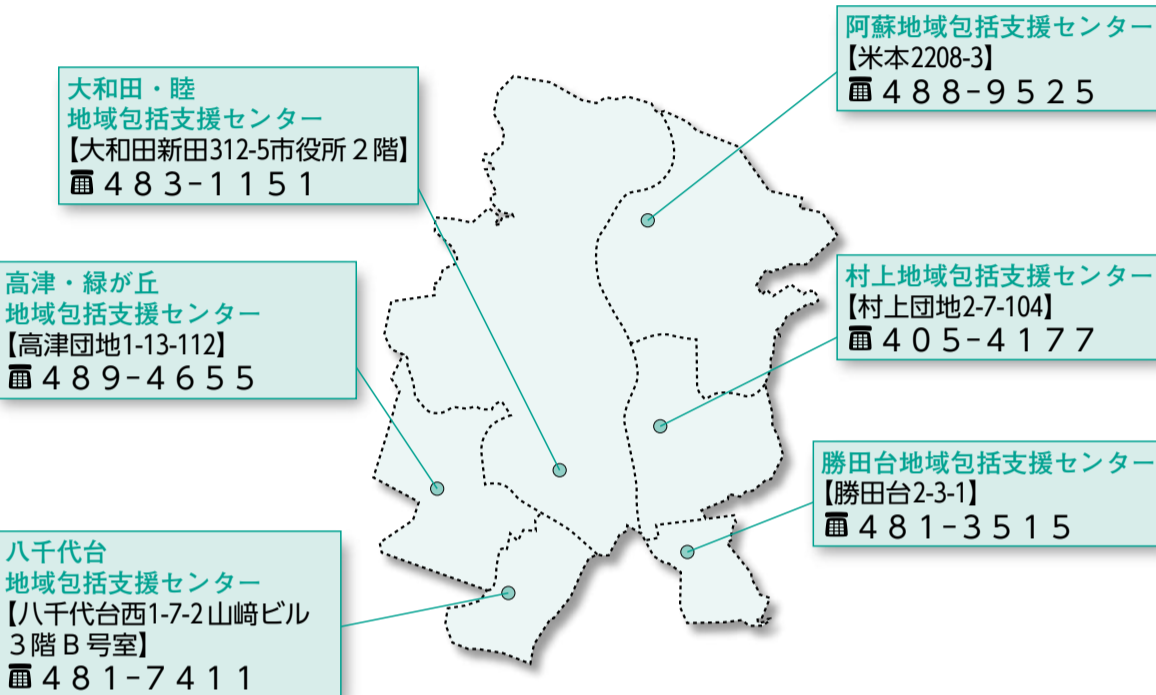 阿蘇地域包括支援センター
【米本2208-3】
☎488-9525
大和田・睦
地域包括支援センター
【大和田新田312-5市役所2階】
☎483-1151
高津・緑が丘
地域包括支援センター
【高津団地1-13-112】
☎489-4655
村上地域包括支援センター
【村上団地2-7-104】
☎405-4177
勝田台地域包括支援センター
【勝田台2-3-1】
☎481-3515
八千代台
地域包括支援センター
【八千代台西1-7-2山﨑ビル
3階B号室】
☎481-7411